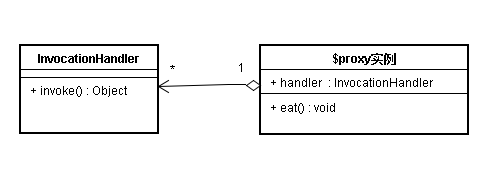 InvocationHandler
+ invoke() : Object
*
1
$proxy实例
+ handler : InvocationHandler
+ eat() : void